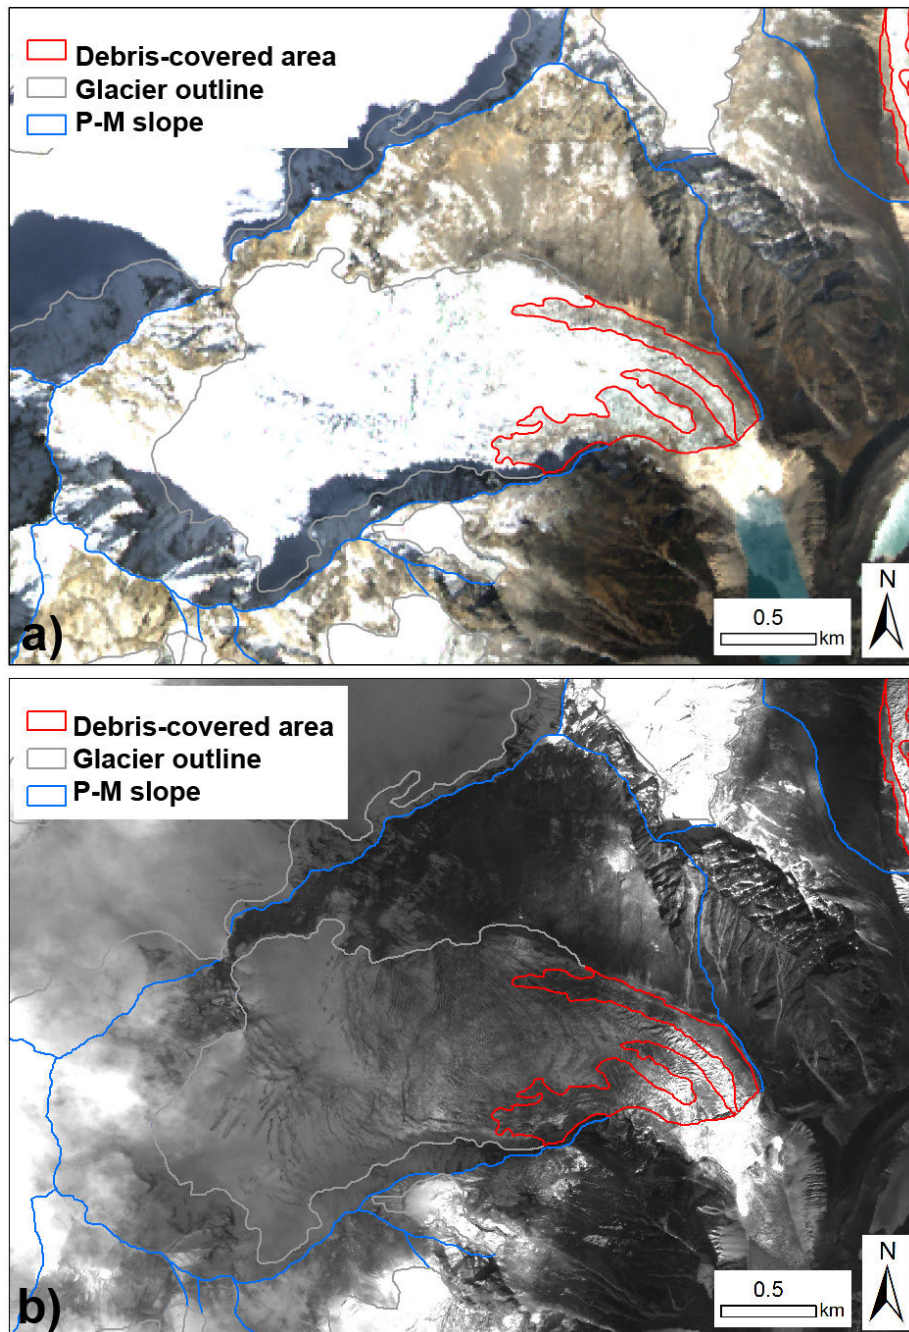 Debris-covered area
Glacier outline
P-M slope
N
0.5
km
a)
Debris-covered area
Glacier outline
P-M slope
N
0.5
km
b)